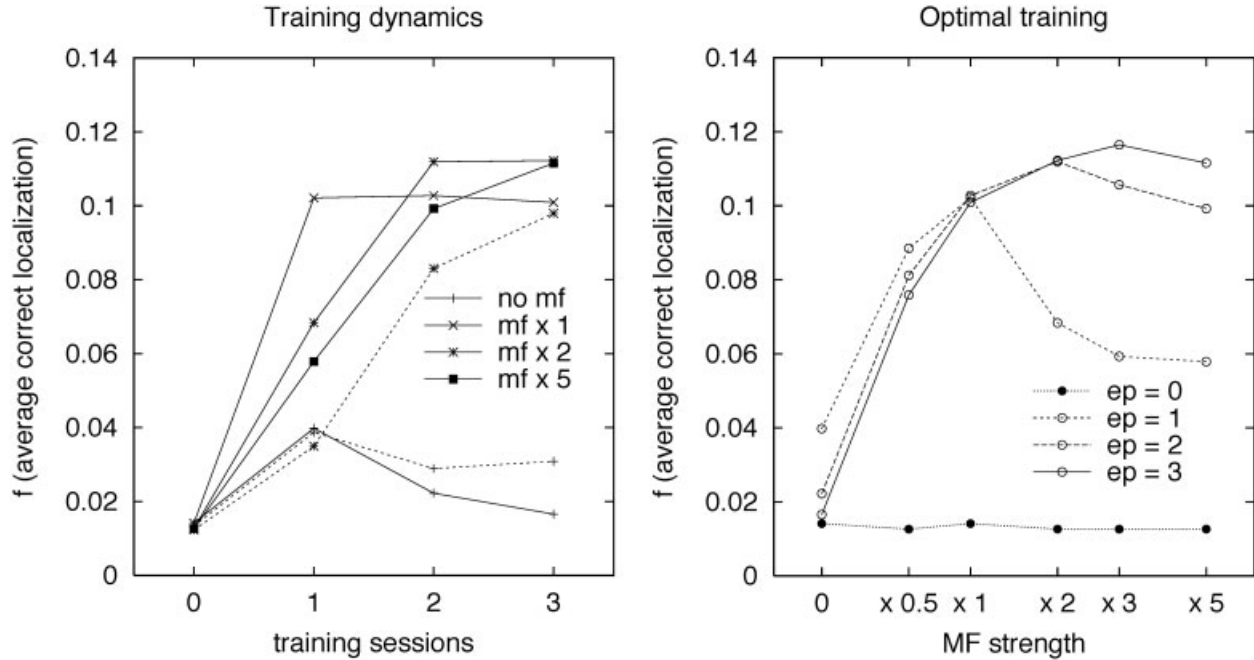 Training dynamics
f (average correct localization)
0.14
0.12
0.1
0.08
0.06
0.04
0.02
0
no mf
mf x 1
mf x 2
mf x 5
0 1 2 3
training sessions
Optimal training
f (average correct localization)
0.14
0.12
0.1
0.08
0.06
0.04
0.02
0
ep = 0
ep = 1
ep = 2
ep = 3
0 x 0.5 x 1 x 2 x 3 x 5
MF strength